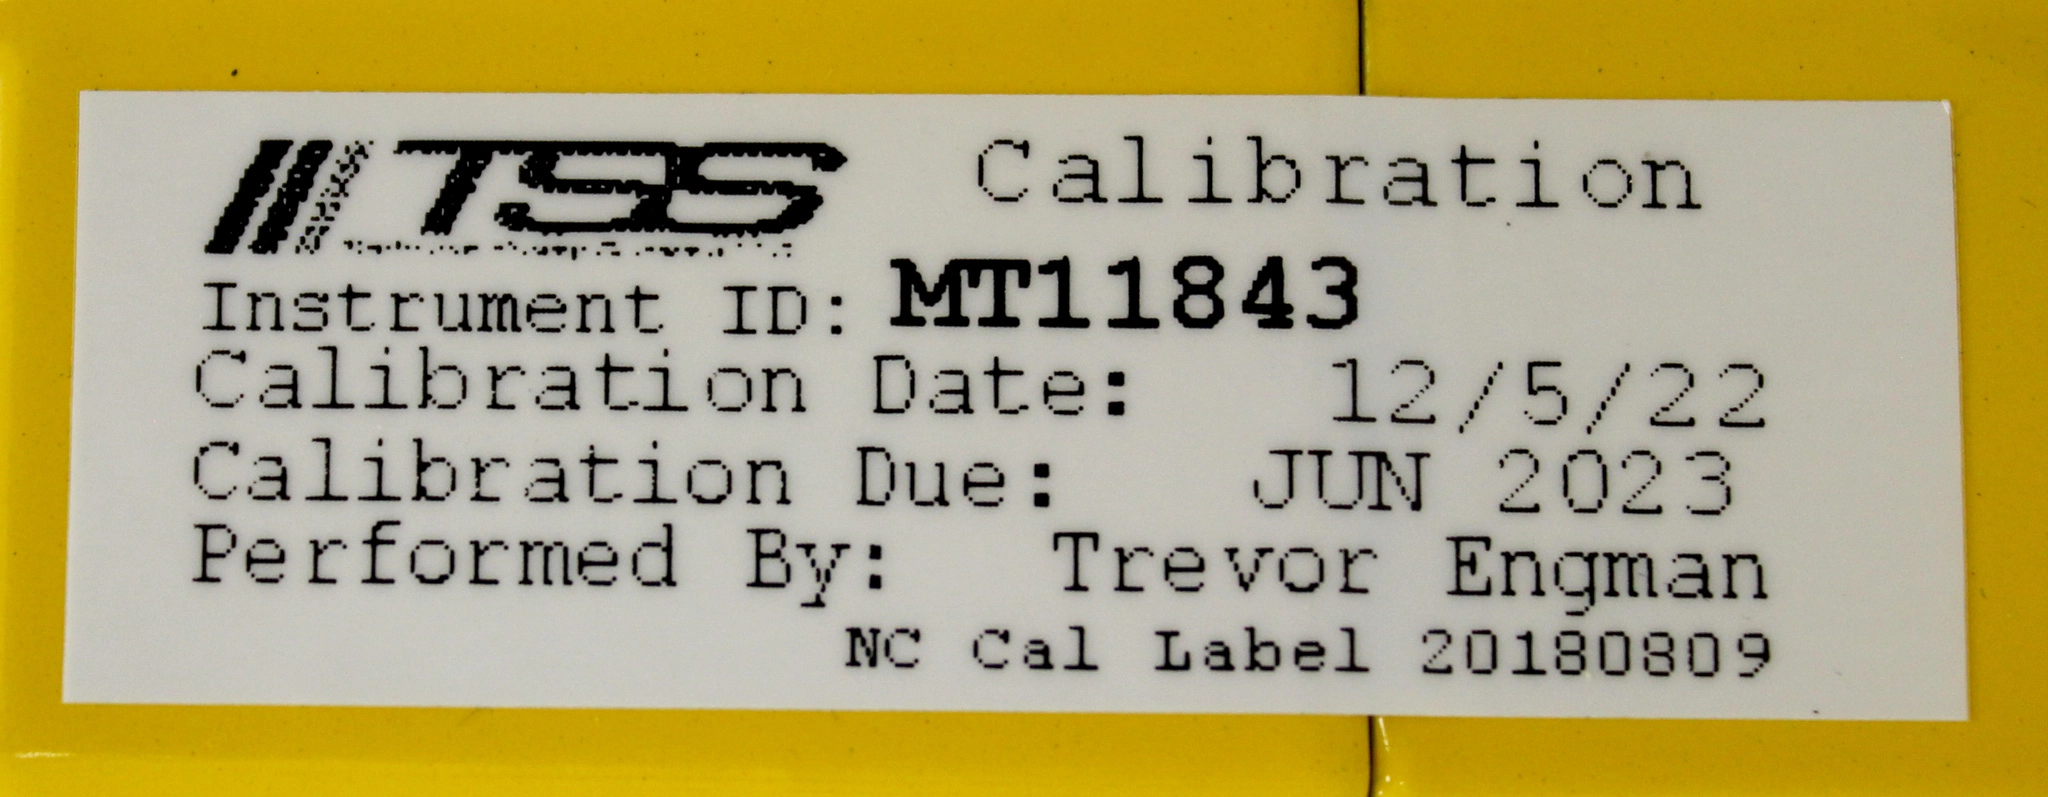 TSS Calibration
Instrument ID: MT11843
Calibration Date: 12/5/22
Calibration Due: JUN 2023
Performed By: Trevor Engman
NC Cal Label 20180809